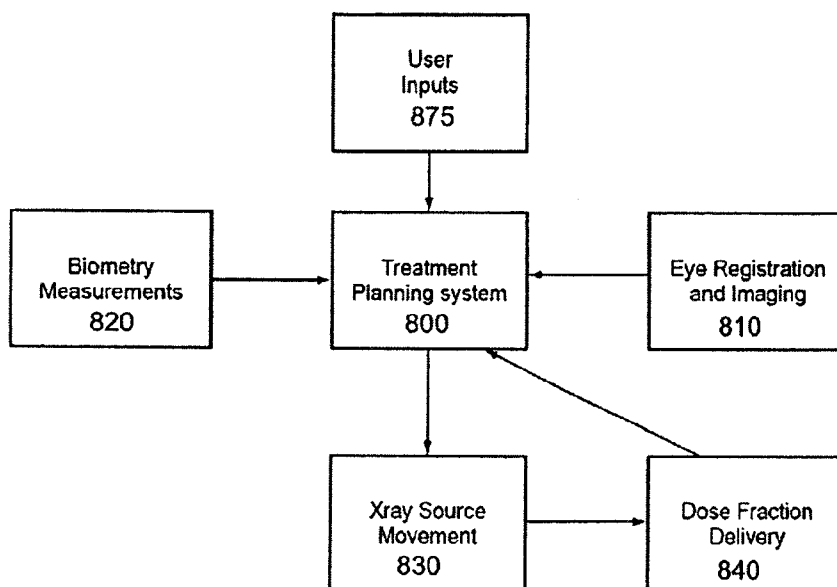 User
Inputs
875
Biometry
Measurements
820
Treatment
Planning system
800
Eye Registration
and Imaging
810
Xray Source
Movement
830
Dose Fraction
Delivery
840